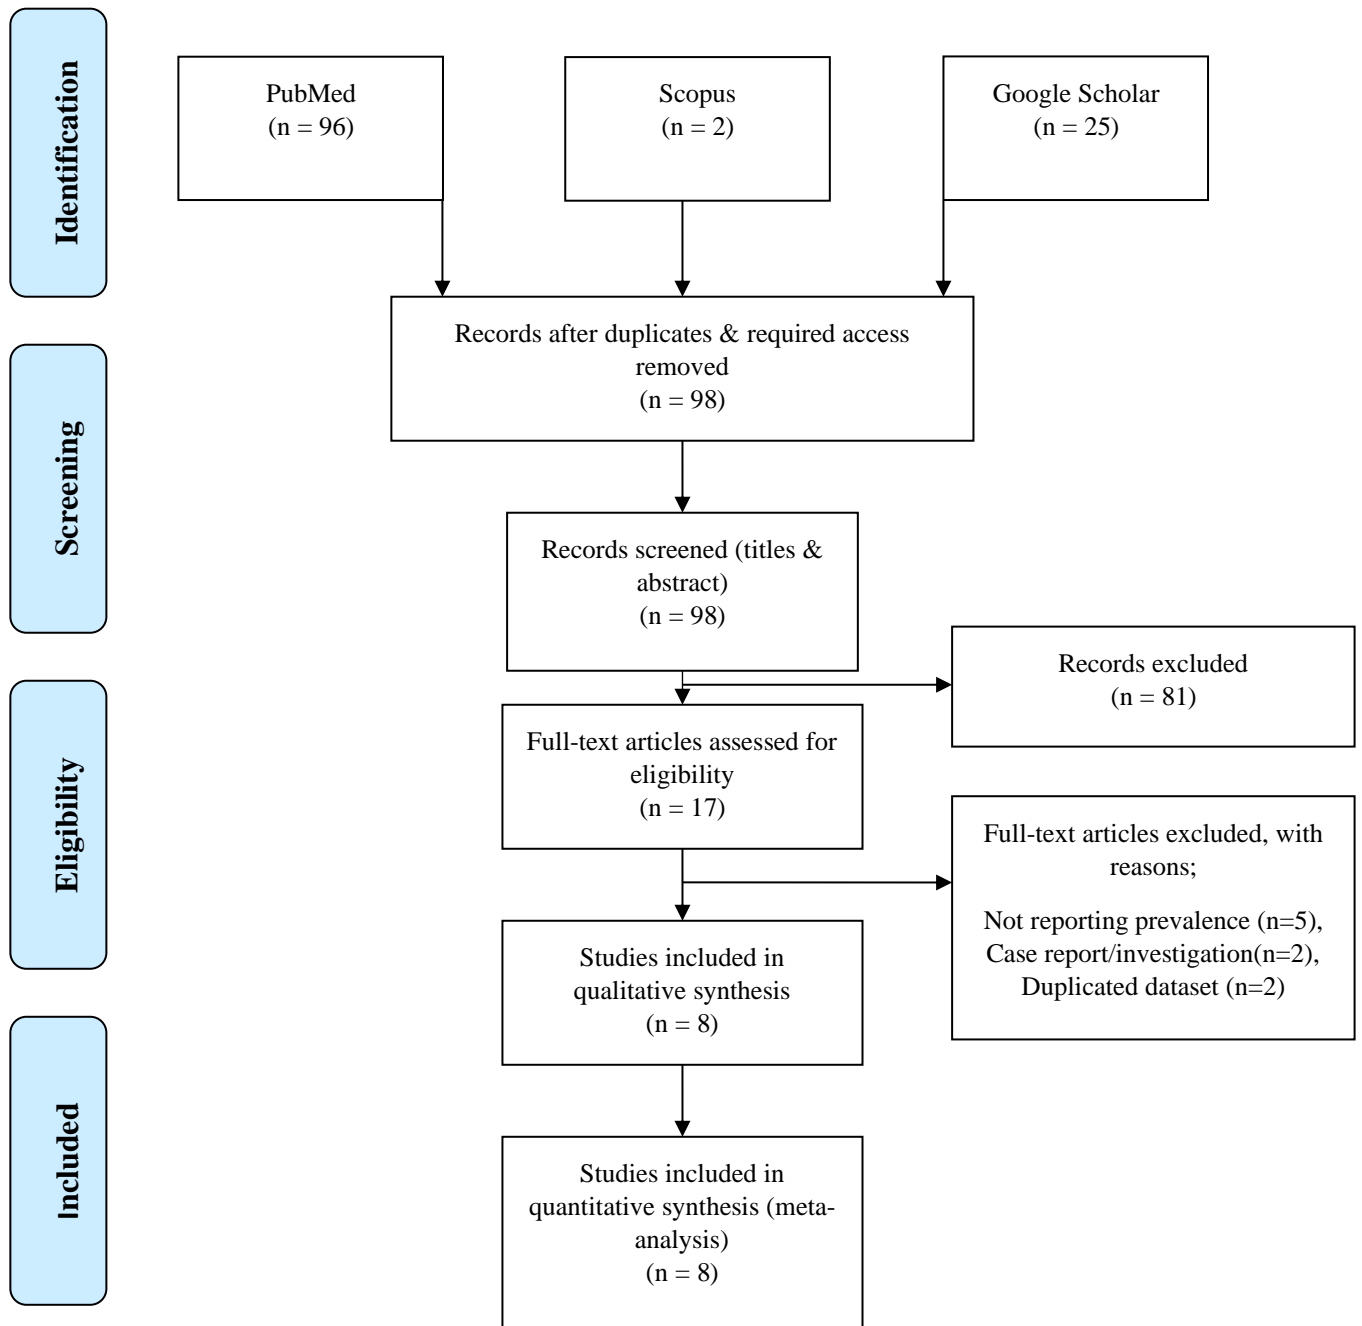 Identification
PubMed
(n = 96)
Scopus
(n = 2)
Google Scholar
(n = 25)
Records after duplicates & required access
removed
(n = 98)
Screening
Records screened (titles &
abstract)
(n = 98)
Records excluded
(n = 81)
Eligibility
Full-text articles assessed for
eligibility
(n = 17)
Full-text articles excluded, with
reasons;
Not reporting prevalence (n=5),
Case report/investigation(n=2),
Duplicated dataset (n=2)
Studies included in
qualitative synthesis
(n = 8)
Included
Studies included in
quantitative synthesis (meta-
analysis)
(n = 8)